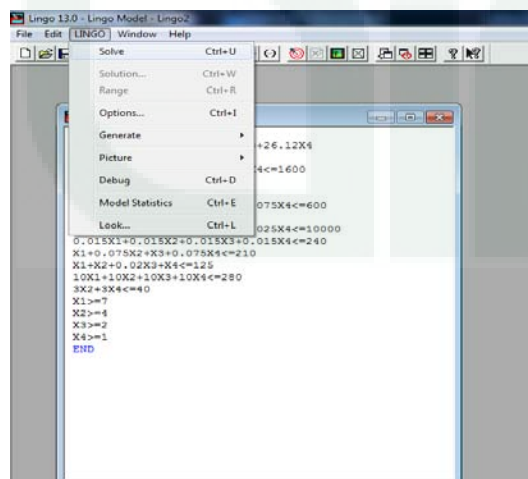 Lingo 13.0 - Lingo Model - Lingo2
File Edit LINGO Window Help
Solve Ctrl+U
Solution... Ctrl+W
Range Ctrl+R
Options... Ctrl+I
Generate
Picture
Debug Ctrl+D
Model Statistics Ctrl+E
Look... Ctrl+L
+26.12X4
X4<=1600
075X4<=600
025X4<=10000
0.015X1+0.015X2+0.015X3+0.015X4<=240
X1+0.075X2+X3+0.075X4<=210
X1+X2+0.02X3+X4<=125
10X1+10X2+10X3+10X4<=280
3X2+3X4<=40
X1>=7
X2>=4
X3>=2
X4>=1
END